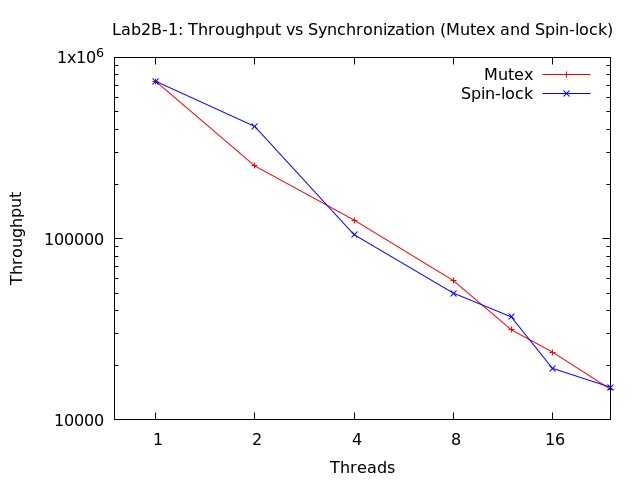 Lab2B-1: Throughput vs Synchronization (Mutex and Spin-lock)
1x10^6
Mutex
Spin-lock
Throughput
100000
10000
1 2 4 8 16
Threads